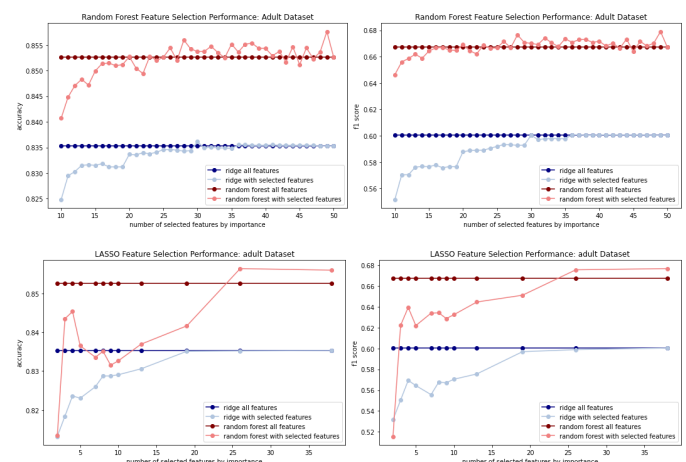 Random Forest Feature Selection Performance: Adult Dataset
accuracy
0.855
0.850
0.845
0.840
0.835
0.830
0.825
10 15 20 25 30 35 40 45 50
number of selected features by importance
ridge all features
ridge with selected features
random forest all features
random forest with selected features
Random Forest Feature Selection Performance: Adult Dataset
f1 score
0.68
0.66
0.64
0.62
0.60
0.58
0.56
10 15 20 25 30 35 40 45 50
number of selected features by importance
ridge all features
ridge with selected features
random forest all features
random forest with selected features
LASSO Feature Selection Performance: adult Dataset
accuracy
0.85
0.84
0.83
0.82
5 10 15 20 25 30 35
number of selected features by importance
ridge all features
ridge with selected features
random forest all features
random forest with selected features
LASSO Feature Selection Performance: adult Dataset
f1 score
0.68
0.66
0.64
0.62
0.60
0.58
0.56
0.54
0.52
5 10 15 20 25 30 35
number of selected features by importance
ridge all features
ridge with selected features
random forest all features
random forest with selected features